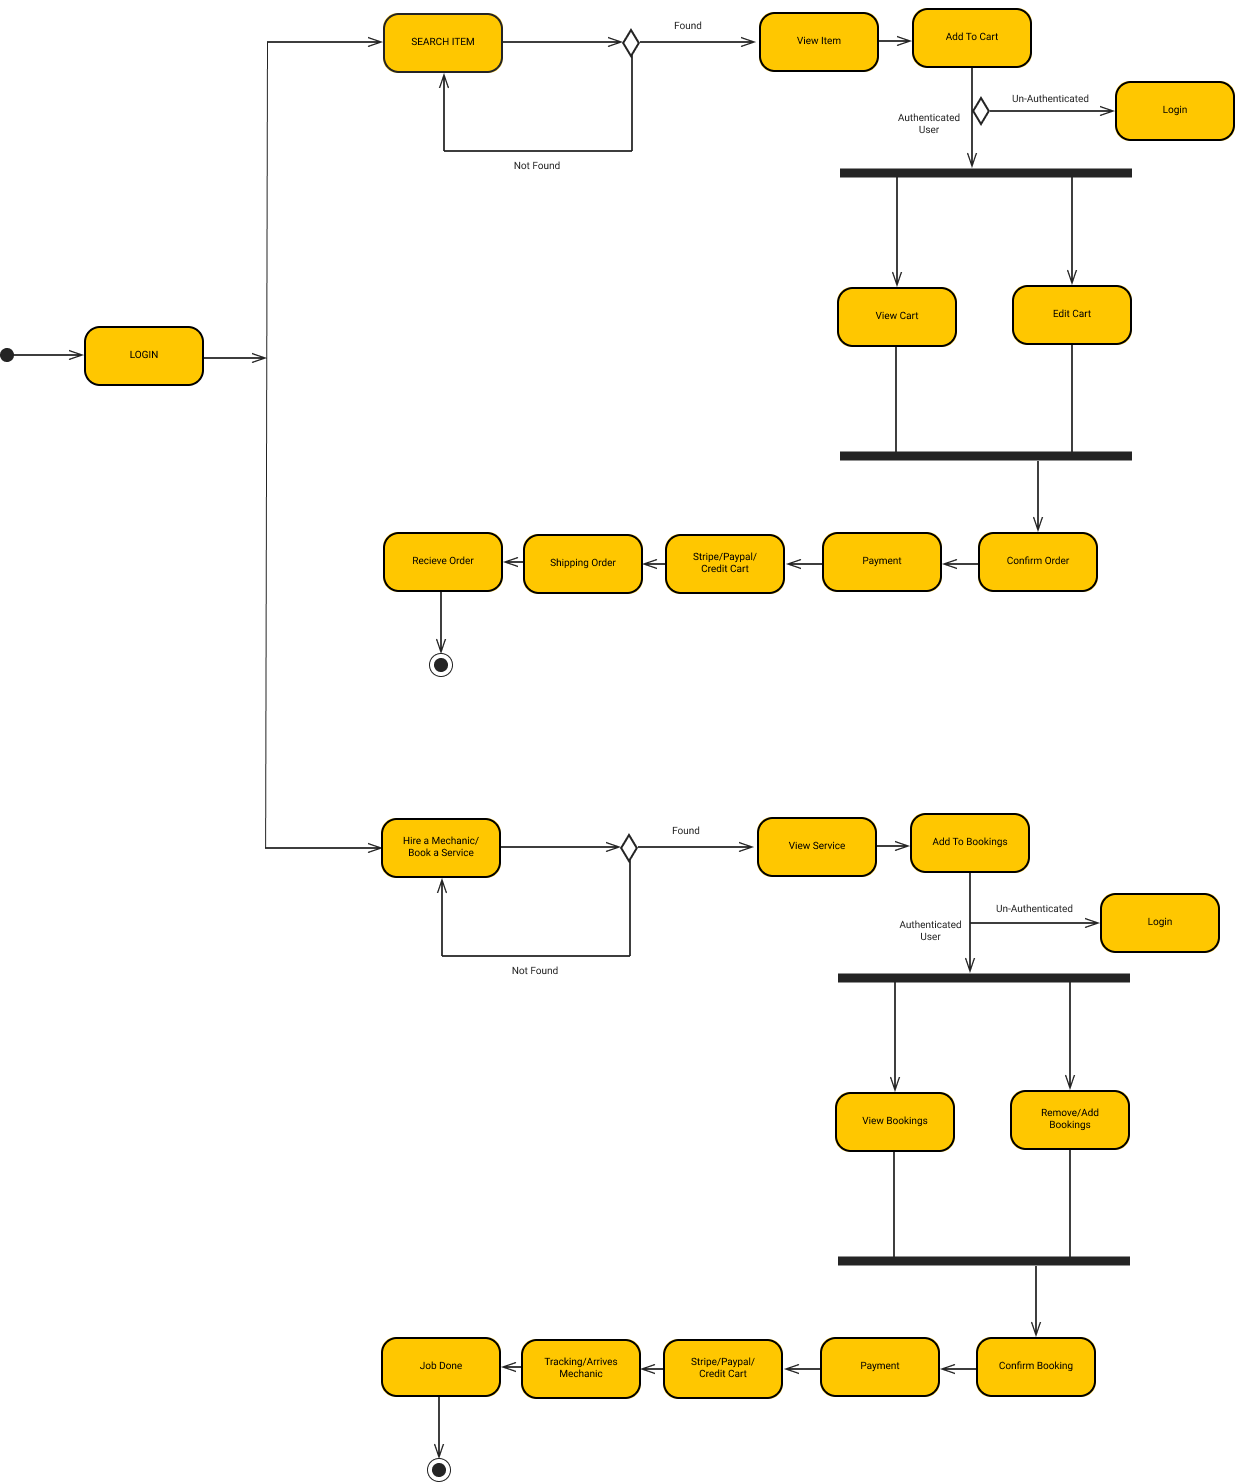 SEARCH ITEM
Found
View Item
Add To Cart
Un-Authenticated
Login
Authenticated
User
Not Found
View Cart
Edit Cart
LOGIN
Recieve Order
Shipping Order
Stripe/Paypal/
Credit Cart
Payment
Confirm Order
Hire a Mechanic/
Book a Service
Found
View Service
Add To Bookings
Un-Authenticated
Login
Authenticated
User
Not Found
View Bookings
Remove/Add
Bookings
Job Done
Tracking/Arrives
Mechanic
Stripe/Paypal/
Credit Cart
Payment
Confirm Booking